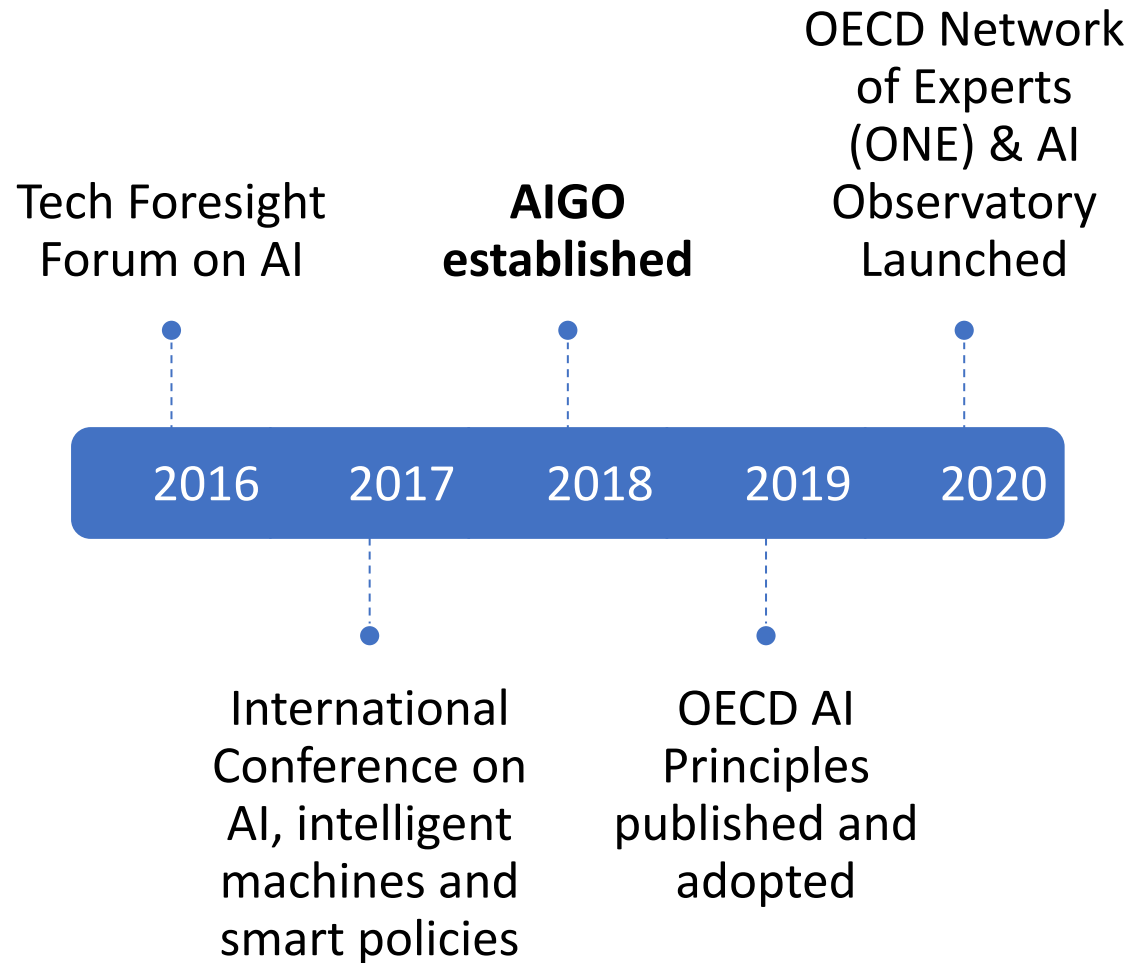 Tech Foresight
Forum on AI
AIGO
established
OECD Network
of Experts
(ONE) & AI
Observatory
Launched
2016
2017
2018
2019
2020
International
Conference on
AI, intelligent
machines and
smart policies
OECD AI
Principles
published and
adopted